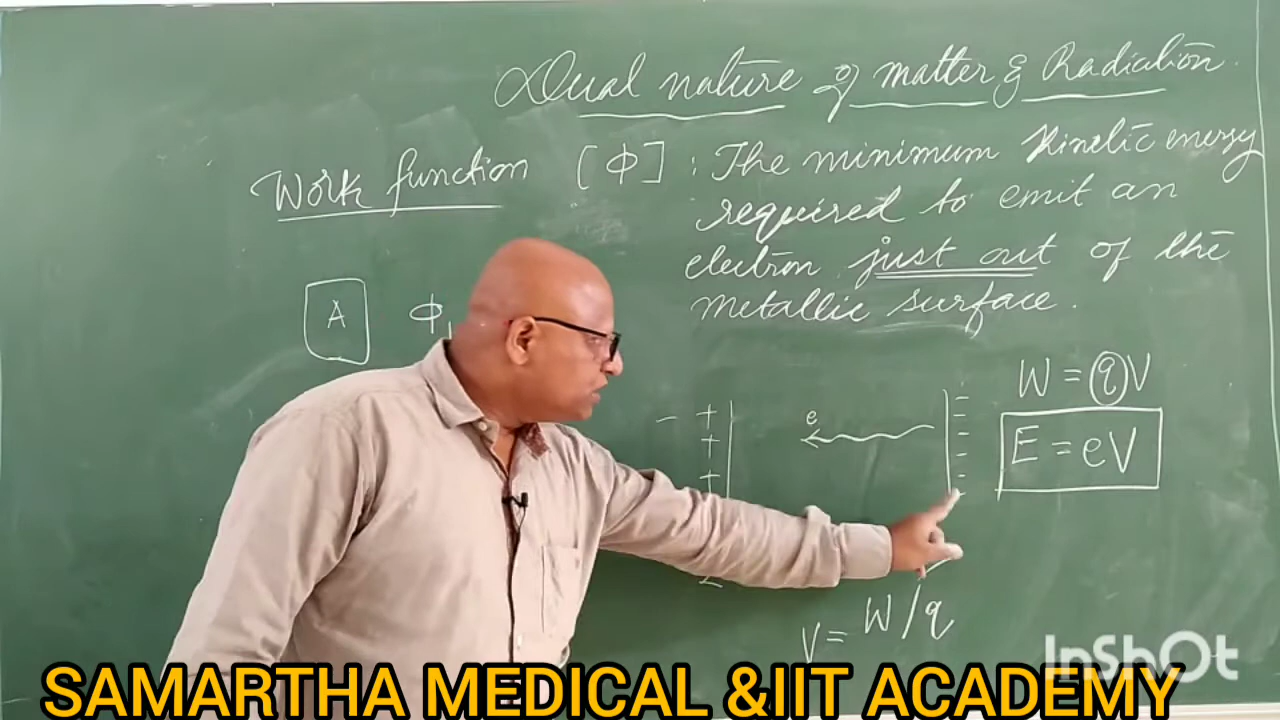 Dual nature of matter & Radiation.
Work function [Φ] : The minimum Kinetic energy
required to emit an
electron just out of the
metallic surface.
A Φ
W = qV
E = eV
e
V = W/q
InShOt
SAMARTHA MEDICAL &IIT ACADEMY